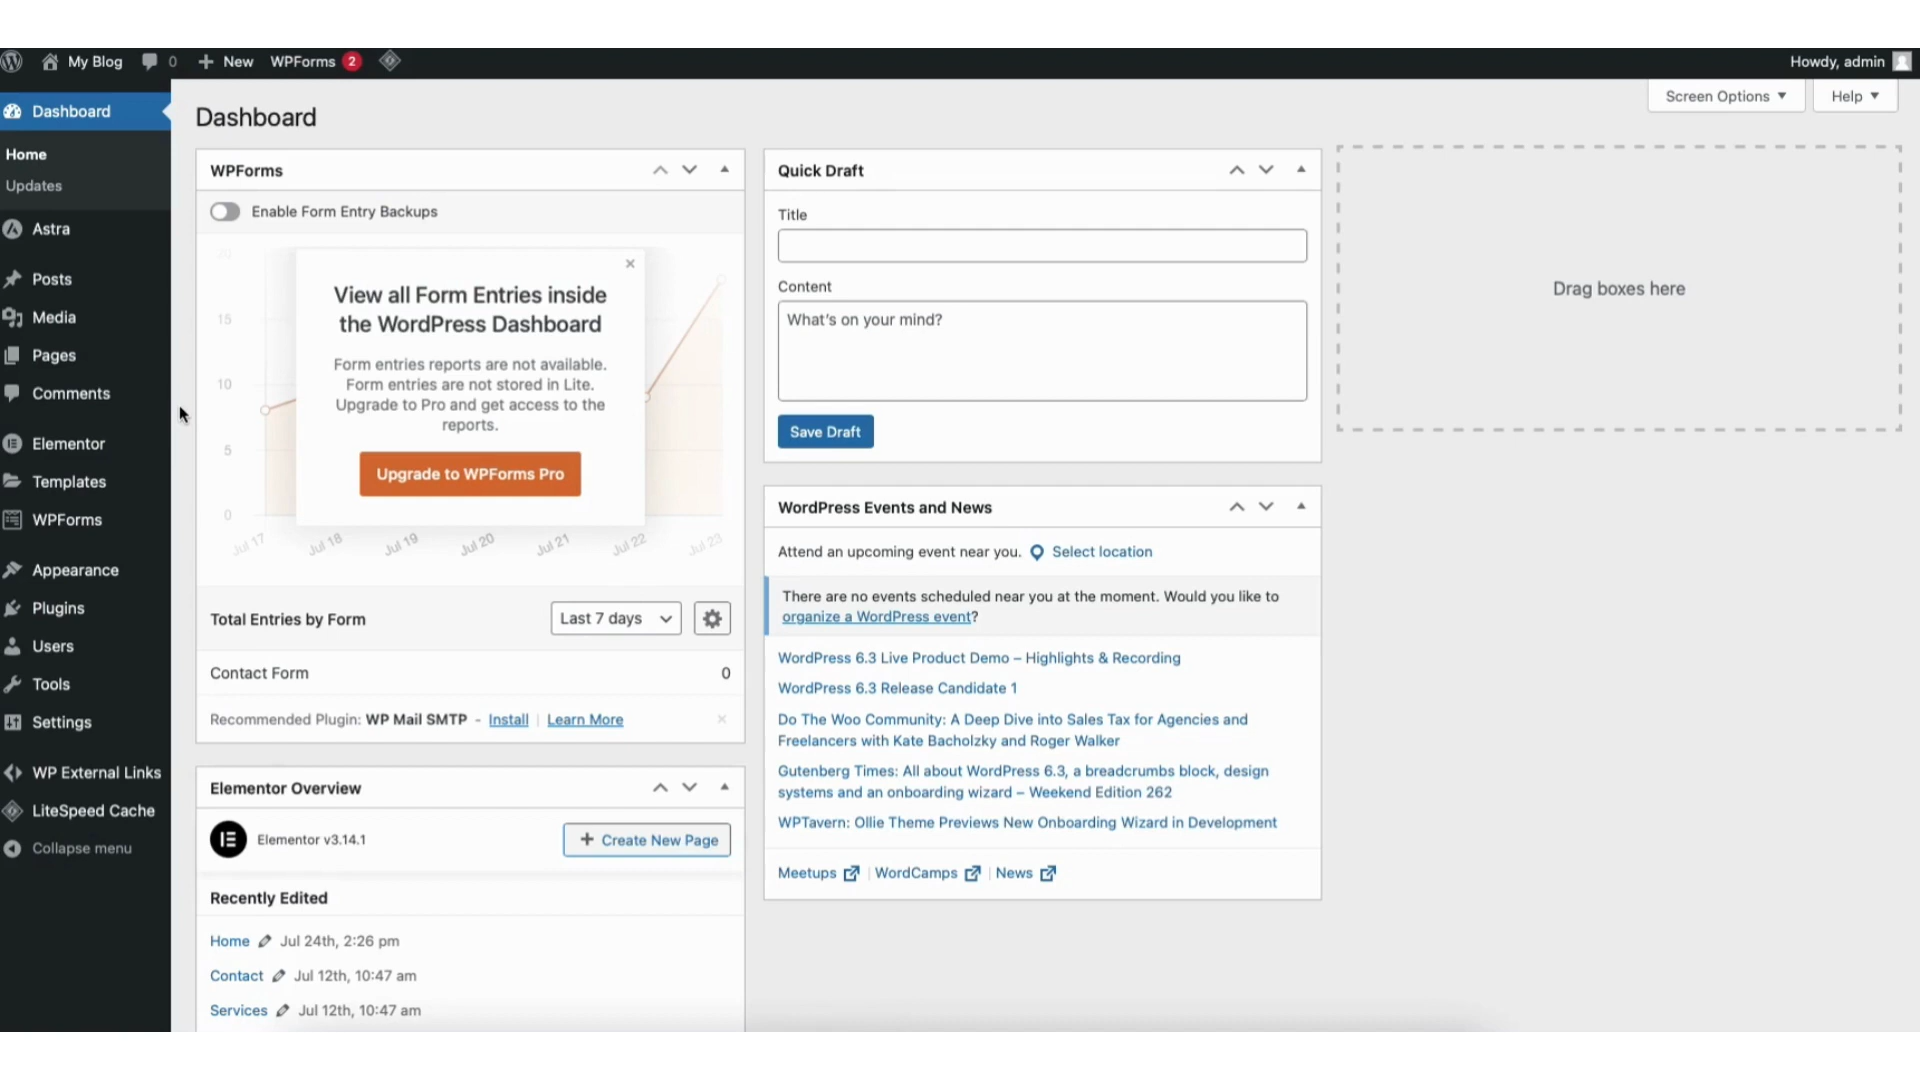 My Blog 0 New WPForms 2 Howdy, admin
Screen Options Help
Dashboard
Home
Updates
Astra
Posts
Media
Pages
Comments
Elementor
Templates
WPForms
Appearance
Plugins
Users
Tools
Settings
WP External Links
LiteSpeed Cache
Collapse menu
Dashboard
WPForms
Enable Form Entry Backups
20
15
10
5
0
Jul 17 Jul 18 Jul 19 Jul 20 Jul 21 Jul 22 Jul 23
View all Form Entries inside
the WordPress Dashboard
Form entries reports are not available.
Form entries are not stored in Lite.
Upgrade to Pro and get access to the
reports.
Upgrade to WPForms Pro
Total Entries by Form Last 7 days
Contact Form 0
Recommended Plugin: WP Mail SMTP - Install | Learn More
Elementor Overview
Elementor v3.14.1 + Create New Page
Recently Edited
Home Jul 24th, 2:26 pm
Contact Jul 12th, 10:47 am
Services Jul 12th, 10:47 am
Quick Draft
Title
Content
What's on your mind?
Save Draft
WordPress Events and News
Attend an upcoming event near you. Select location
There are no events scheduled near you at the moment. Would you like to
organize a WordPress event?
WordPress 6.3 Live Product Demo – Highlights & Recording
WordPress 6.3 Release Candidate 1
Do The Woo Community: A Deep Dive into Sales Tax for Agencies and
Freelancers with Kate Bacholzky and Roger Walker
Gutenberg Times: All about WordPress 6.3, a breadcrumbs block, design
systems and an onboarding wizard – Weekend Edition 262
WPTavern: Ollie Theme Previews New Onboarding Wizard in Development
Meetups | WordCamps | News
Drag boxes here